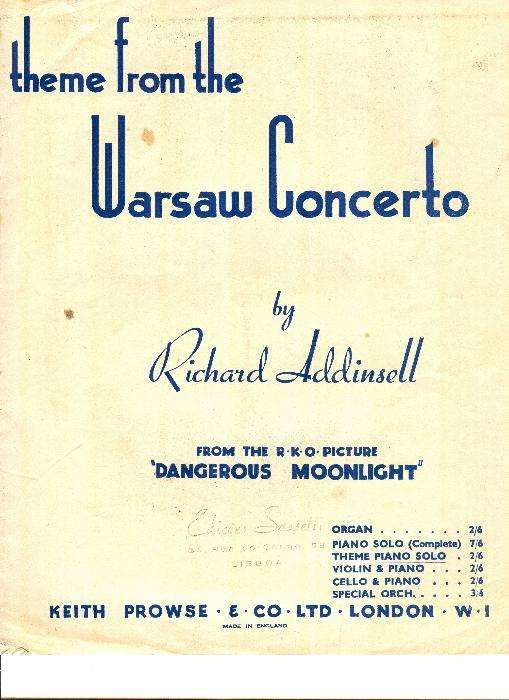 theme from the
Warsaw Concerto
by
Richard Addinsell
FROM THE R·K·O·PICTURE
"DANGEROUS MOONLIGHT"
Sassetti
LISBOA
ORGAN . . . . . . . 2/6
PIANO SOLO (Complete) 7/6
THEME PIANO SOLO . 2/6
VIOLIN & PIANO . . . 2/6
CELLO & PIANO . . . 2/6
SPECIAL ORCH. . . . . 3/6
KEITH PROWSE · & · CO · LTD · LONDON · W · I
MADE IN ENGLAND